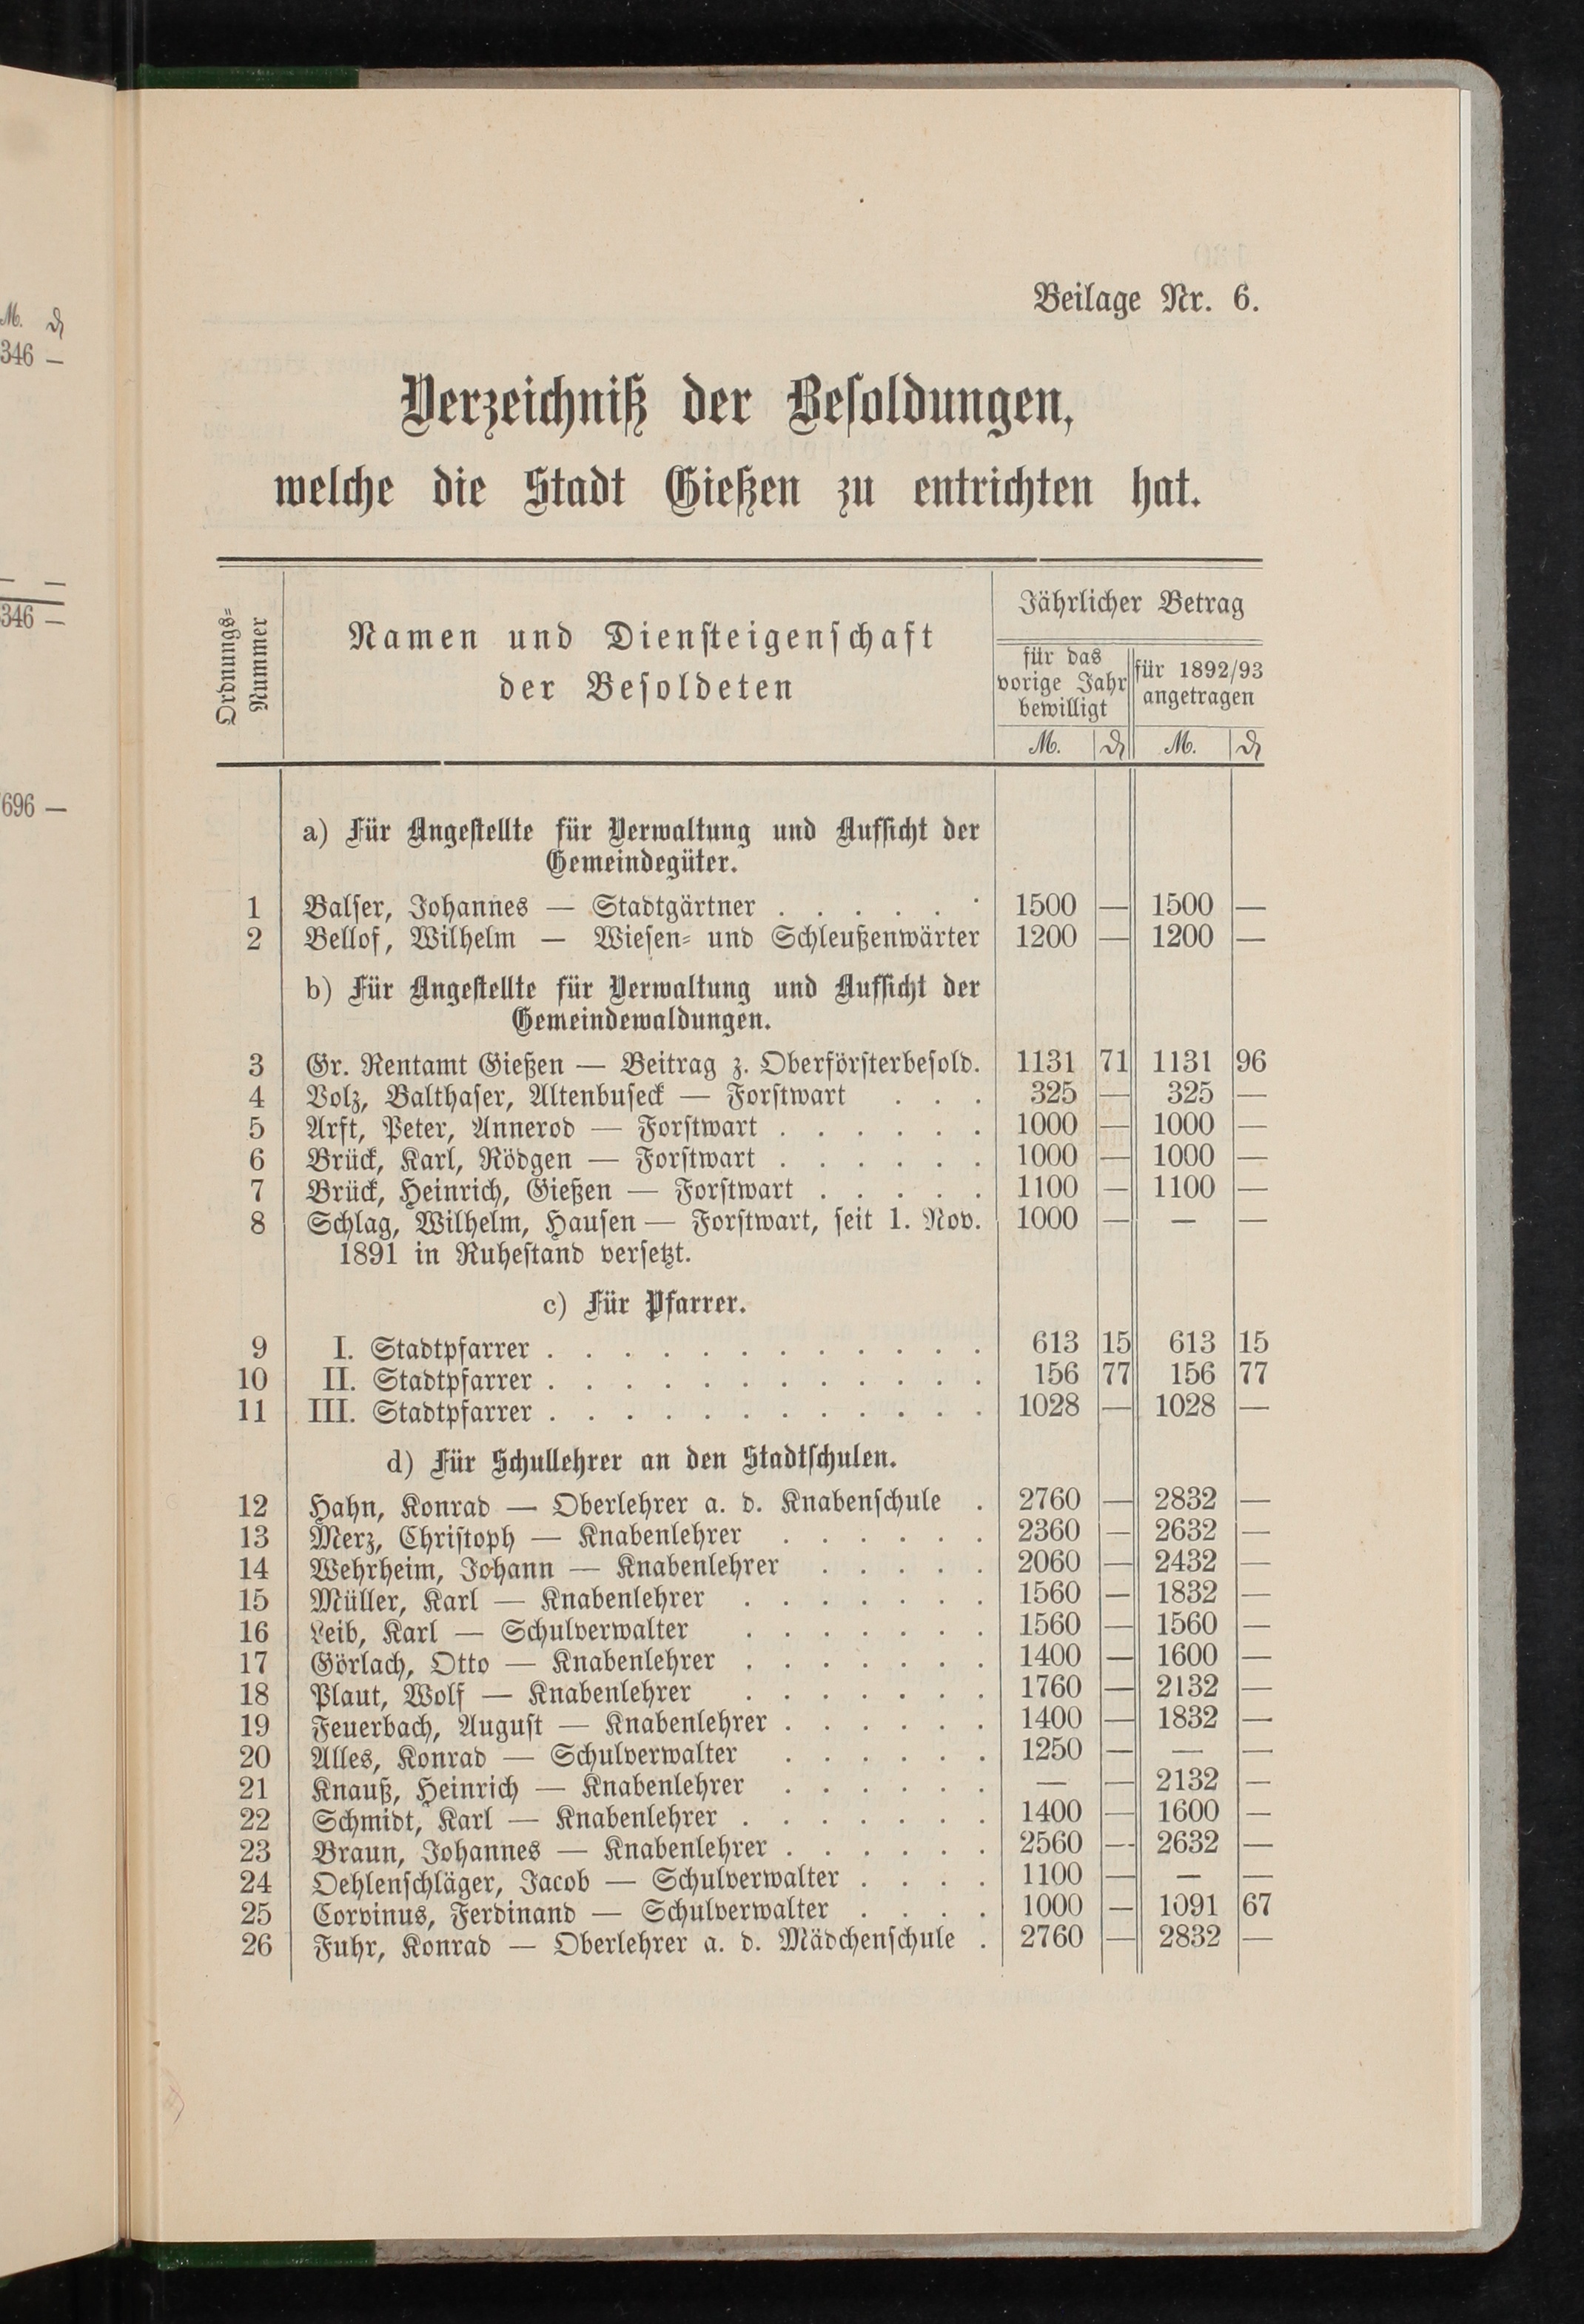 M. ₰
346 —
— —
346 —
696 —
Beilage Nr. 6.
Verzeichniß der Besoldungen,
welche die Stadt Gießen zu entrichten hat.
Ordnungs-
Nummer
Namen und Diensteigenschaft
der Besoldeten
Jährlicher Betrag
für das
vorige Jahr
bewilligt
für 1892/93
angetragen
M. ₰ M. ₰
a) Für Angestellte für Verwaltung und Aufsicht der
Gemeindegüter.
1 Balser, Johannes — Stadtgärtner . . . . . . 1500 — 1500 —
2 Bellof, Wilhelm — Wiesen- und Schleußenwärter 1200 — 1200 —
b) Für Angestellte für Verwaltung und Aufsicht der
Gemeindewaldungen.
3 Gr. Rentamt Gießen — Beitrag z. Oberförsterbesold. 1131 71 1131 96
4 Volz, Balthaser, Altenbuseck — Forstwart . . . 325 — 325 —
5 Arft, Peter, Annerod — Forstwart . . . . . . 1000 — 1000 —
6 Brück, Karl, Rödgen — Forstwart . . . . . . 1000 — 1000 —
7 Brück, Heinrich, Gießen — Forstwart . . . . . 1100 — 1100 —
8 Schlag, Wilhelm, Hausen — Forstwart, seit 1. Nov. 1000 — — —
1891 in Ruhestand versetzt.
c) Für Pfarrer.
9 I. Stadtpfarrer . . . . . . . . . . . . 613 15 613 15
10 II. Stadtpfarrer . . . . . . . . . . . . 156 77 156 77
11 III. Stadtpfarrer . . . . . . . . . . . . 1028 — 1028 —
d) Für Schullehrer an den Stadtschulen.
12 Hahn, Konrad — Oberlehrer a. d. Knabenschule . 2760 — 2832 —
13 Merz, Christoph — Knabenlehrer . . . . . . 2360 — 2632 —
14 Wehrheim, Johann — Knabenlehrer . . . . . 2060 — 2432 —
15 Müller, Karl — Knabenlehrer . . . . . . . 1560 — 1832 —
16 Leib, Karl — Schulverwalter . . . . . . . 1560 — 1560 —
17 Görlach, Otto — Knabenlehrer . . . . . . . 1400 — 1600 —
18 Plaut, Wolf — Knabenlehrer . . . . . . . 1760 — 2132 —
19 Feuerbach, August — Knabenlehrer . . . . . . 1400 — 1832 —
20 Alles, Konrad — Schulverwalter . . . . . . 1250 — — —
21 Knauß, Heinrich — Knabenlehrer . . . . . . — — 2132 —
22 Schmidt, Karl — Knabenlehrer . . . . . . . 1400 — 1600 —
23 Braun, Johannes — Knabenlehrer . . . . . . 2560 — 2632 —
24 Oehlenschläger, Jacob — Schulverwalter . . . . 1100 — — —
25 Corvinus, Ferdinand — Schulverwalter . . . . 1000 — 1091 67
26 Fuhr, Konrad — Oberlehrer a. d. Mädchenschule . 2760 — 2832 —